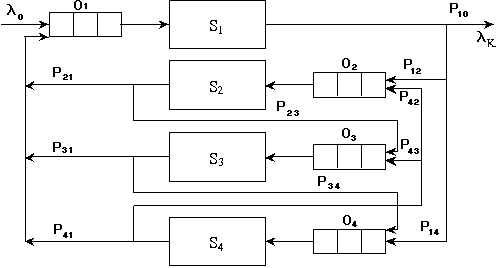 λ₀ O₁ S₁ P₁₀ λK
P₂₁ S₂ O₂ P₁₂
P₂₃ P₄₂
P₃₁ S₃ O₃ P₄₃
P₃₄
P₄₁ S₄ O₄ P₁₄